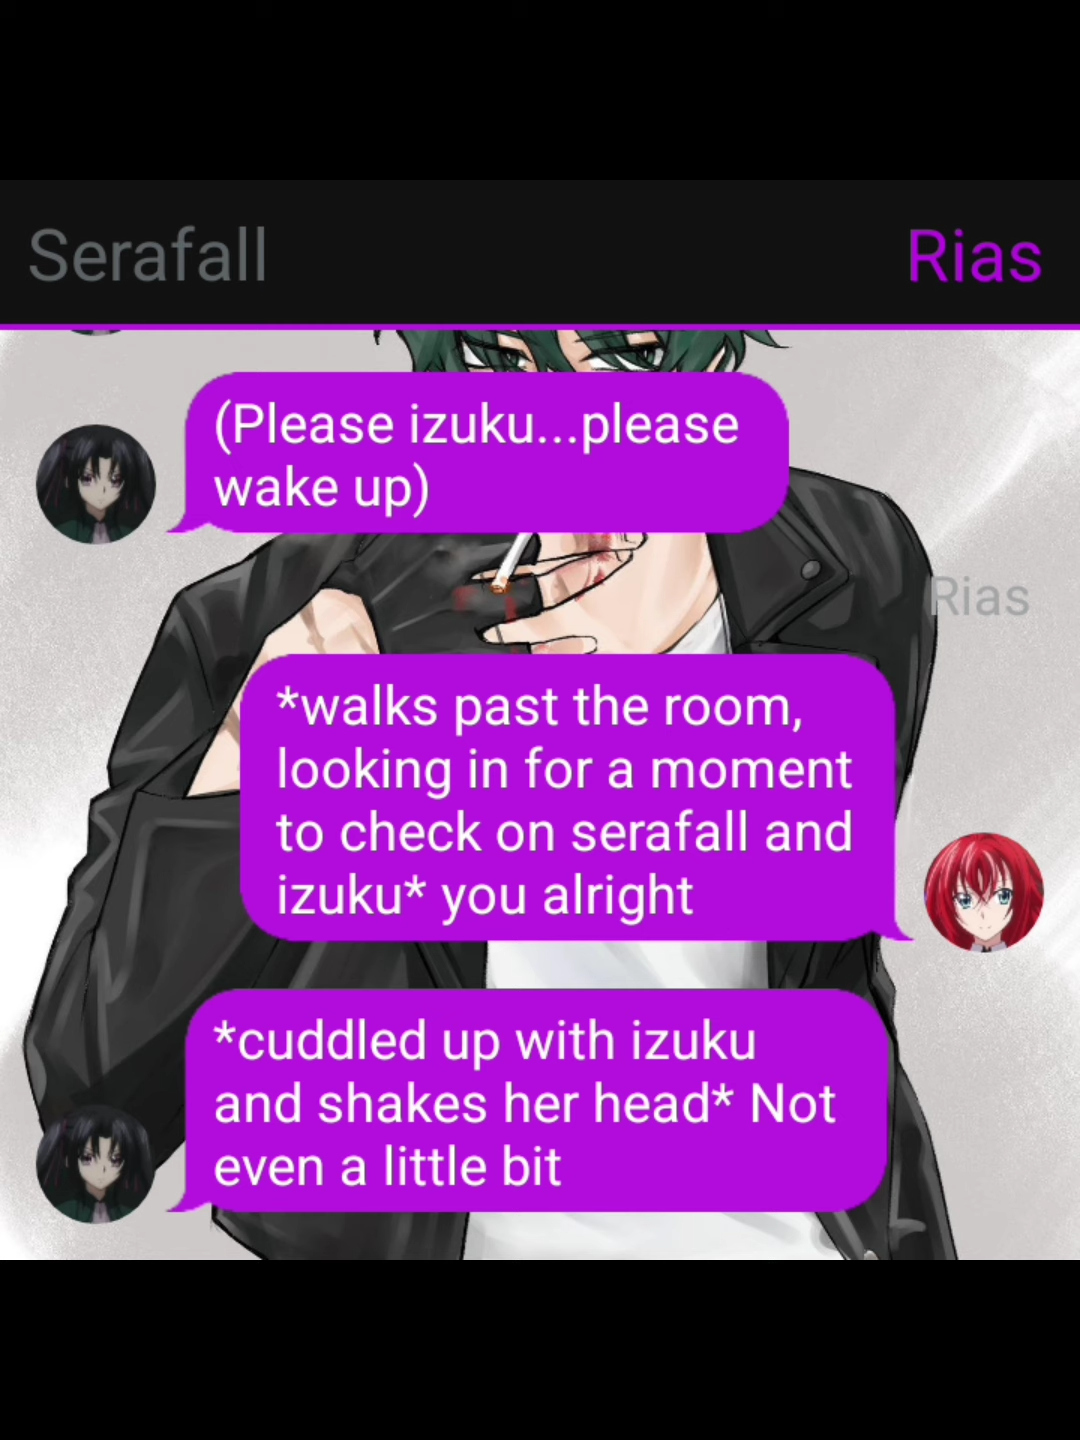 Serafall
Rias
(Please izuku...please
wake up)
Rias
*walks past the room,
looking in for a moment
to check on serafall and
izuku* you alright
*cuddled up with izuku
and shakes her head* Not
even a little bit